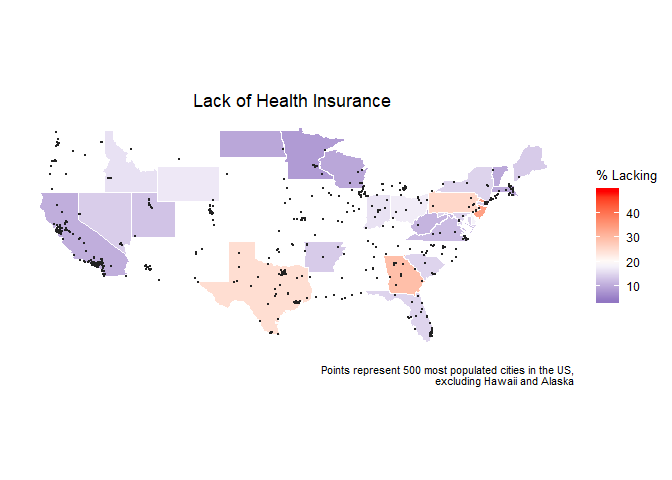 Lack of Health Insurance
% Lacking
40
30
20
10
Points represent 500 most populated cities in the US,
excluding Hawaii and Alaska